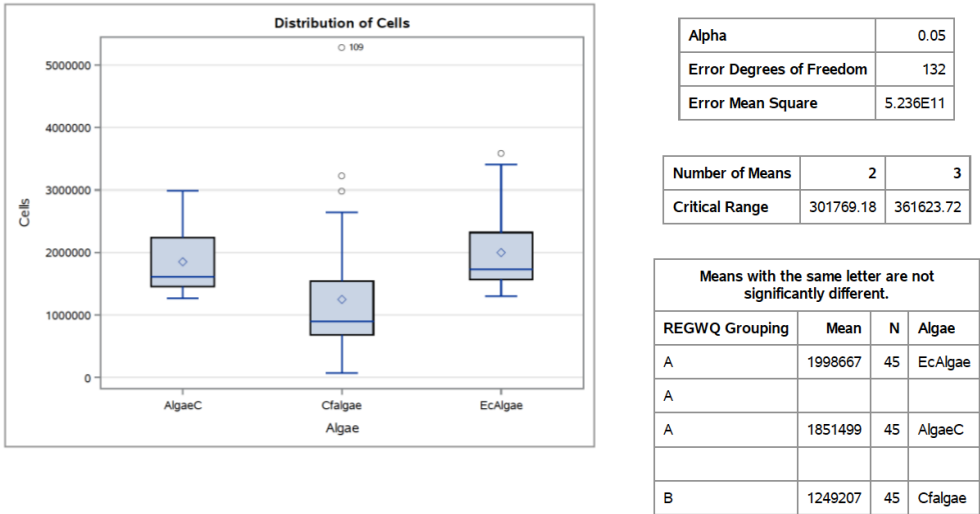 Distribution of Cells
109
5000000
4000000
3000000
2000000
1000000
0
Cells
AlgaeC Cfalgae EcAlgae
Algae
Alpha 0.05
Error Degrees of Freedom 132
Error Mean Square 5.236E11
Number of Means 2 3
Critical Range 301769.18 361623.72
Means with the same letter are not
significantly different.
REGWQ Grouping Mean N Algae
A 1998667 45 EcAlgae
A
A 1851499 45 AlgaeC
B 1249207 45 Cfalgae